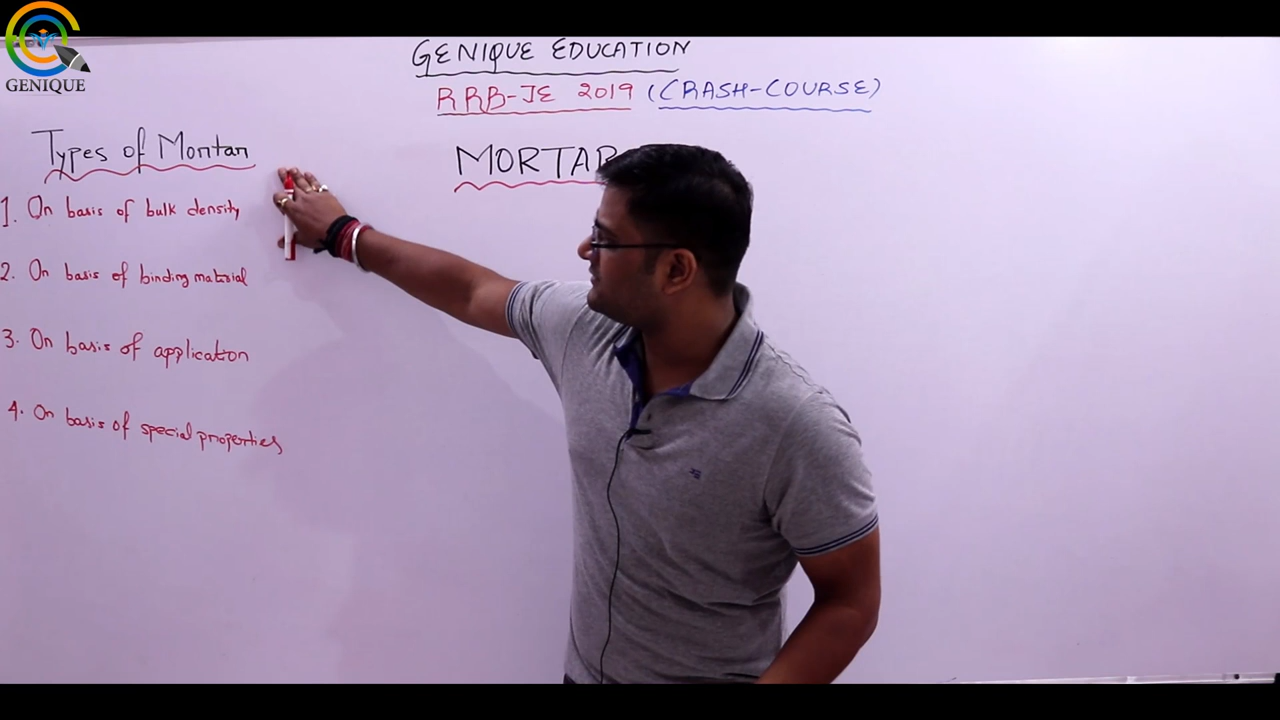 GENIQUE
GENIQUE EDUCATION
RRB-JE 2019 (CRASH-COURSE)
MORTAR
Types of Mortar
1. On basis of bulk density
2. On basis of binding material
3. On basis of application
4. On basis of special properties